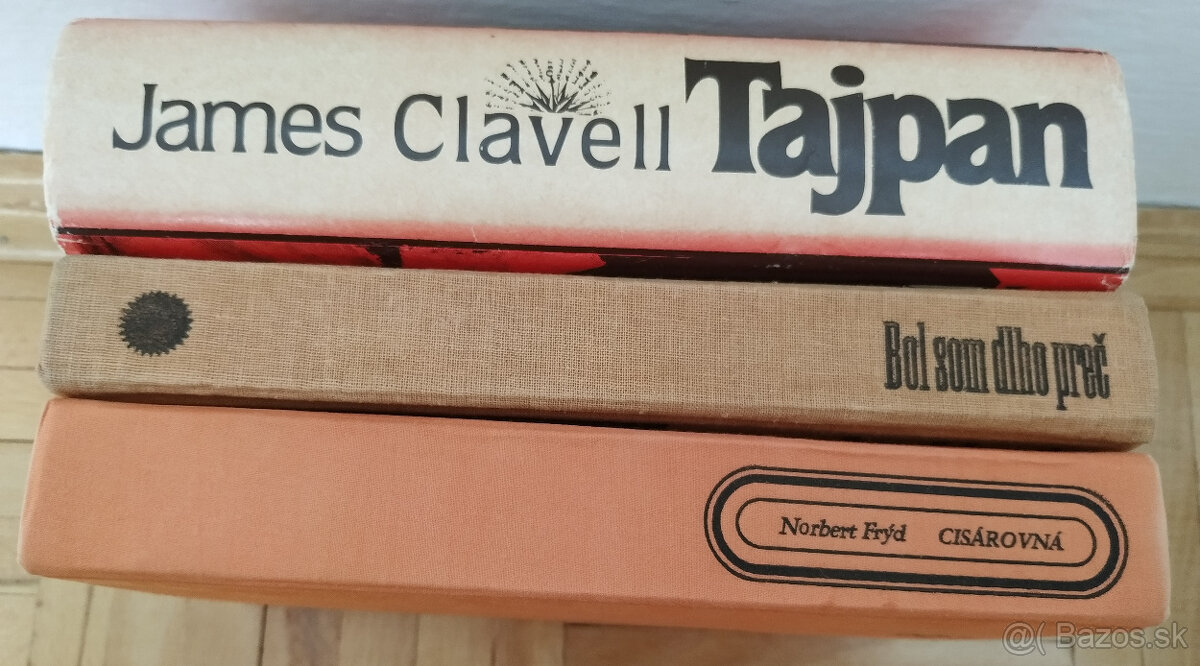 James Clavell Tajpan
Bol som dlho preč
Norbert Frýd CISÁROVNÁ
@( Bazos.sk